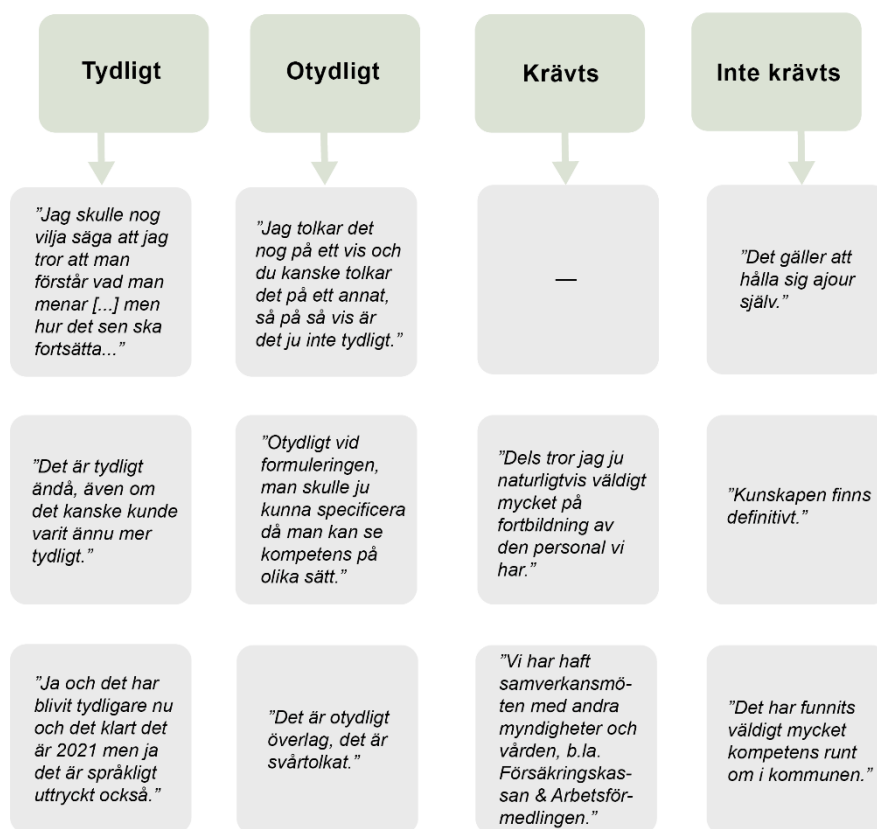 Tydligt
Otydligt
Krävts
Inte krävts
”Jag skulle nog
vilja säga att jag
tror att man
förstår vad man
menar [...] men
hur det sen ska
fortsätta...”
”Jag tolkar det
nog på ett vis och
du kanske tolkar
det på ett annat,
så på så vis är
det ju inte tydligt.”
—
”Det gäller att
hålla sig ajour
själv.”
”Det är tydligt
ändå, även om
det kanske kunde
varit ännu mer
tydligt.”
”Otydligt vid
formuleringen,
man skulle ju
kunna specificera
då man kan se
kompetens på
olika sätt.”
”Dels tror jag ju
naturligtvis väldigt
mycket på
fortbildning av
den personal vi
har.”
”Kunskapen finns
definitivt.”
”Ja och det har
blivit tydligare nu
och det klart det
är 2021 men ja
det är språkligt
uttryckt också.”
”Det är otydligt
överlag, det är
svårtolkat.”
”Vi har haft
samverkansmö-
ten med andra
myndigheter och
vården, b.la.
Försäkringskas-
san & Arbetsför-
medlingen.”
”Det har funnits
väldigt mycket
kompetens runt
om i kommunen.”